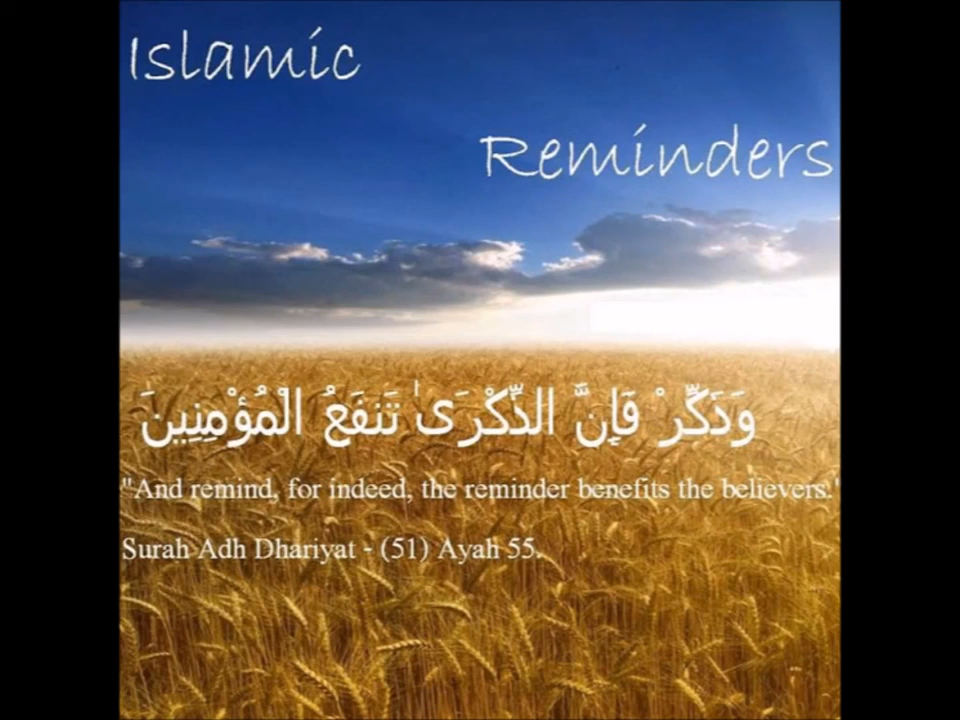 Islamic
Reminders
وَذَكِّرْ فَإِنَّ الذِّكْرَىٰ تَنفَعُ الْمُؤْمِنِينَ
"And remind, for indeed, the reminder benefits the believers."
Surah Adh Dhariyat - (51) Ayah 55.